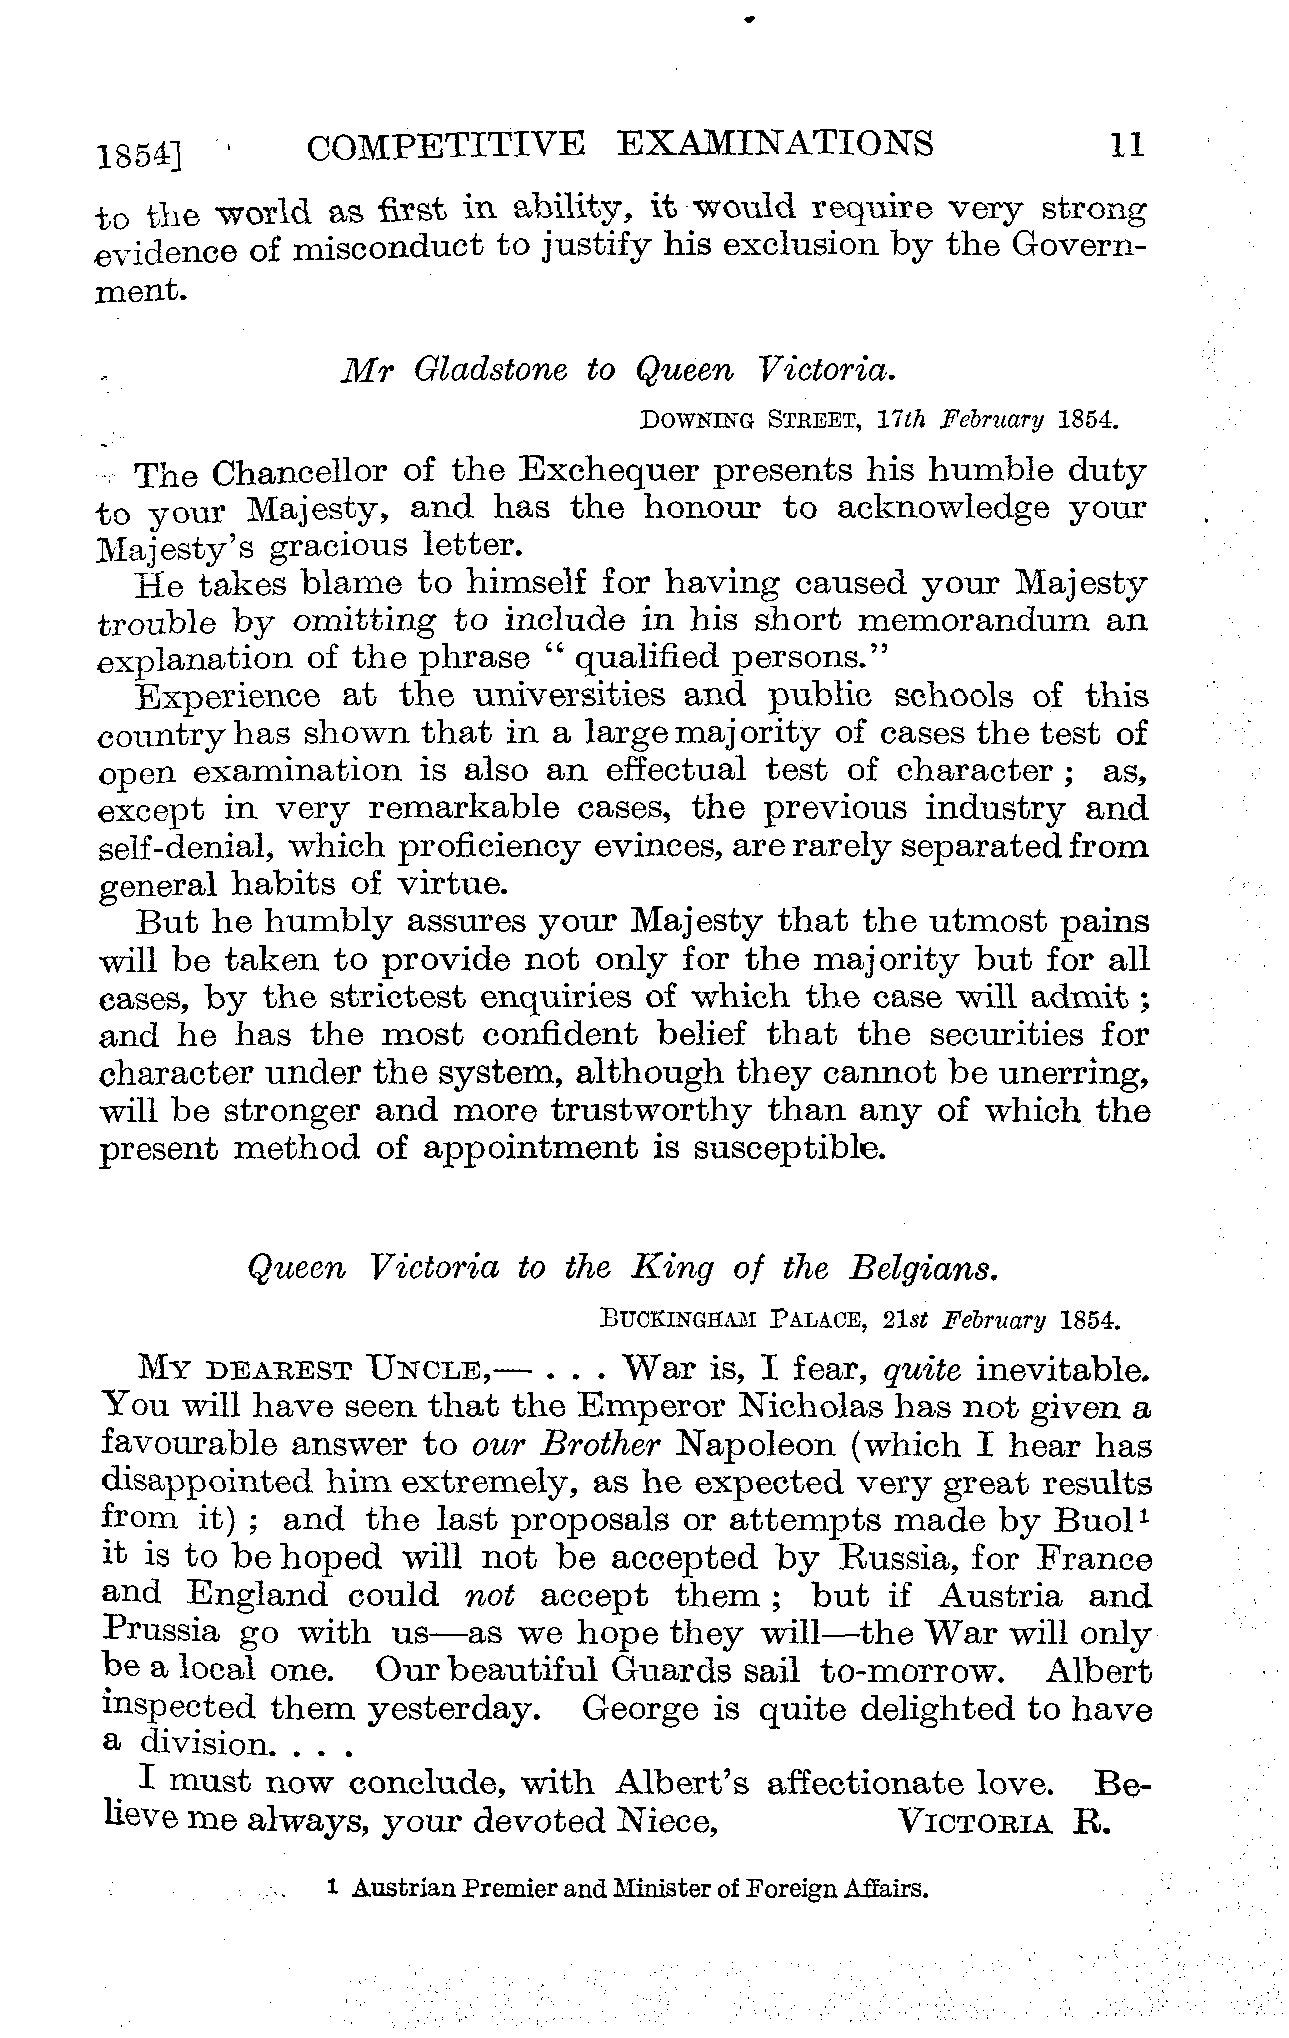 1854] COMPETITIVE EXAMINATIONS 11
to the world as first in ability, it would require very strong
evidence of misconduct to justify his exclusion by the Govern-
ment.
Mr Gladstone to Queen Victoria.
DOWNING STREET, 17th February 1854.
The Chancellor of the Exchequer presents his humble duty
to your Majesty, and has the honour to acknowledge your
Majesty's gracious letter.
He takes blame to himself for having caused your Majesty
trouble by omitting to include in his short memorandum an
explanation of the phrase " qualified persons."
Experience at the universities and public schools of this
country has shown that in a large majority of cases the test of
open examination is also an effectual test of character ; as,
except in very remarkable cases, the previous industry and
self-denial, which proficiency evinces, are rarely separated from
general habits of virtue.
But he humbly assures your Majesty that the utmost pains
will be taken to provide not only for the majority but for all
cases, by the strictest enquiries of which the case will admit ;
and he has the most confident belief that the securities for
character under the system, although they cannot be unerring,
will be stronger and more trustworthy than any of which the
present method of appointment is susceptible.
Queen Victoria to the King of the Belgians.
BUCKINGHAM PALACE, 21st February 1854.
MY DEAREST UNCLE,— . . . War is, I fear, quite inevitable.
You will have seen that the Emperor Nicholas has not given a
favourable answer to our Brother Napoleon (which I hear has
disappointed him extremely, as he expected very great results
from it) ; and the last proposals or attempts made by Buol¹
it is to be hoped will not be accepted by Russia, for France
and England could not accept them ; but if Austria and
Prussia go with us—as we hope they will—the War will only
be a local one. Our beautiful Guards sail to-morrow. Albert
inspected them yesterday. George is quite delighted to have
a division. . . .
I must now conclude, with Albert's affectionate love. Be-
lieve me always, your devoted Niece, VICTORIA R.
1 Austrian Premier and Minister of Foreign Affairs.